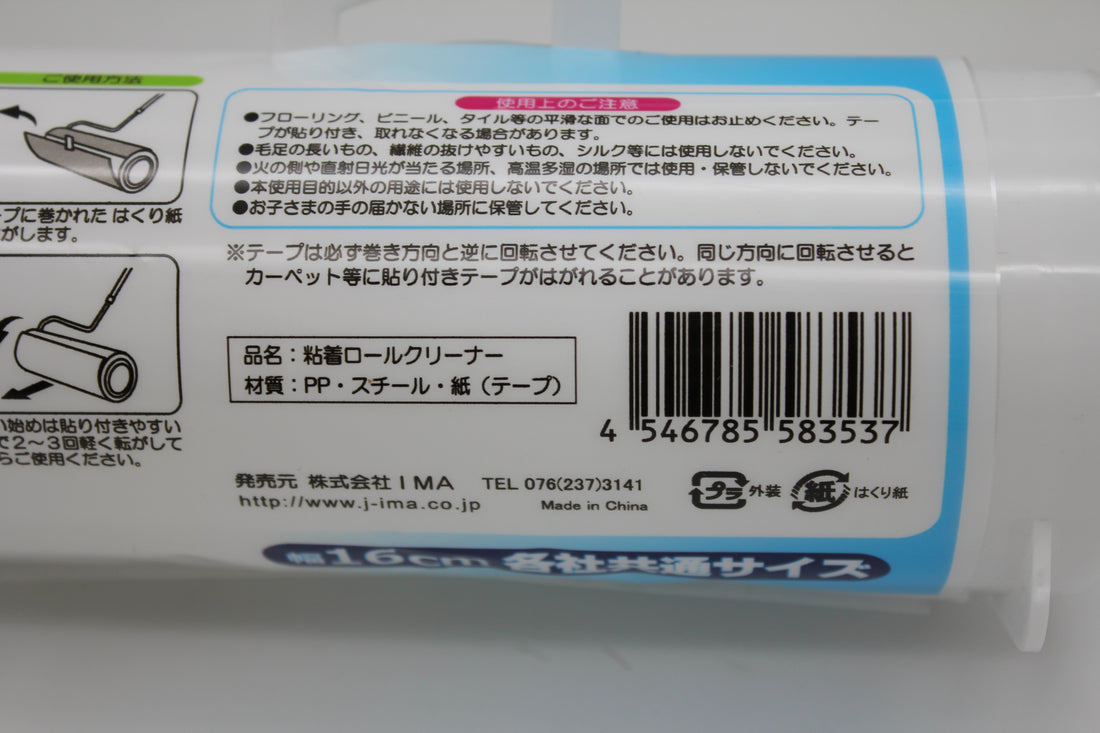 ご使用方法
プに巻かれた はくり紙
がします。
い始めは貼り付きやすい
で2～3回軽く転がして
らご使用ください。
使用上のご注意
●フローリング、ビニール、タイル等の平滑な面でのご使用はお止めください。テー
プが貼り付き、取れなくなる場合があります。
●毛足の長いもの、繊維の抜けやすいもの、シルク等には使用しないでください。
●火の側や直射日光が当たる場所、高温多湿の場所では使用・保管しないでください。
●本使用目的以外の用途には使用しないでください。
●お子さまの手の届かない場所に保管してください。
※テープは必ず巻き方向と逆に回転させてください。同じ方向に回転させると
カーペット等に貼り付きテープがはがれることがあります。
品名：粘着ロールクリーナー
材質：PP・スチール・紙（テープ）
4 546785 583537
発売元 株式会社IMA TEL 076(237)3141
http://www.j-ima.co.jp Made in China
プラ 外装 紙 はくり紙
幅16cm 各社共通サイズ